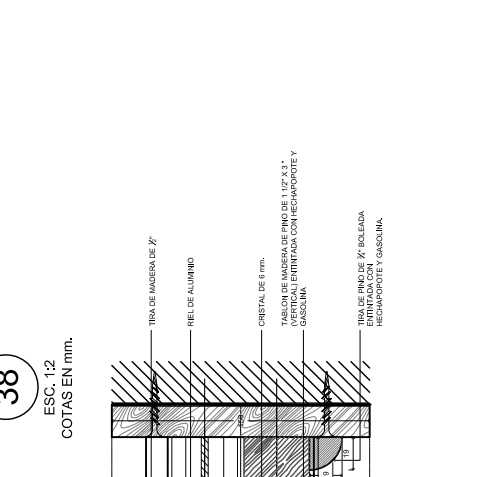 38
ESC. 1:2
COTAS EN mm.
TIRA DE MADERA DE ½"
RIEL DE ALUMINIO
CRISTAL DE 6 mm.
TABLON DE MADERA DE PINO DE 1 1/2" X 3 "
(VERTICAL) ENTINTADA CON HECHAPOPOTE Y
GASOLINA
TIRA DE PINO DE ¾" BOLEADA
ENTINTADA CON
HECHAPOPOTE Y GASOLINA.
19
9